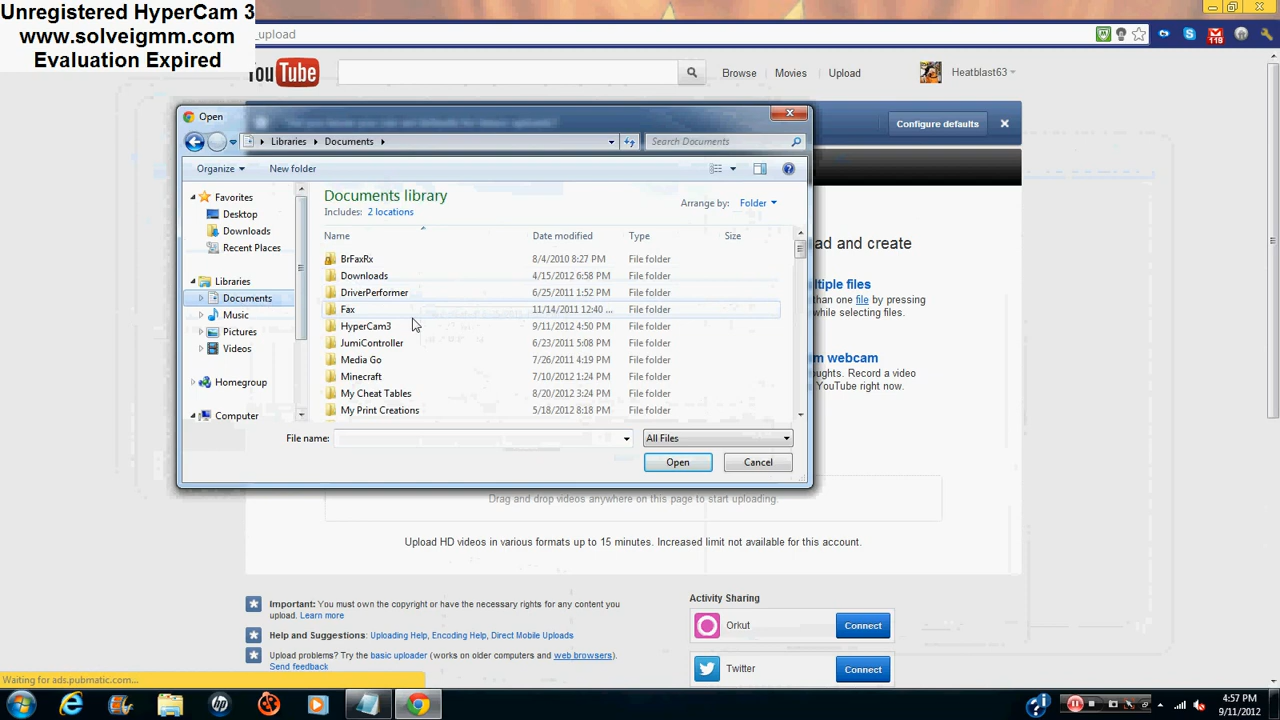 Unregistered HyperCam 3
www.solveigmm.com
Evaluation Expired
_upload
119
YouTube
Browse Movies Upload Heatblast63
Configure defaults
Open
Libraries Documents Search Documents
Organize New folder
Favorites
Desktop
Downloads
Recent Places
Libraries
Documents
Music
Pictures
Videos
Homegroup
Computer
Documents library
Includes: 2 locations
Arrange by: Folder
Name Date modified Type Size
BrFaxRx 8/4/2010 8:27 PM File folder
Downloads 4/15/2012 6:58 PM File folder
DriverPerformer 6/25/2011 1:52 PM File folder
Fax 11/14/2011 12:40 ... File folder
HyperCam3 9/11/2012 4:50 PM File folder
JumiController 6/23/2011 5:08 PM File folder
Media Go 7/26/2011 4:19 PM File folder
Minecraft 7/10/2012 1:24 PM File folder
My Cheat Tables 8/20/2012 3:24 PM File folder
My Print Creations 5/18/2012 8:18 PM File folder
File name: All Files
Open Cancel
ad and create
ltiple files
than one file by pressing
while selecting files.
m webcam
oughts. Record a video
YouTube right now.
Drag and drop videos anywhere on this page to start uploading.
Upload HD videos in various formats up to 15 minutes. Increased limit not available for this account.
Important: You must own the copyright or have the necessary rights for any content you
upload. Learn more
Help and Suggestions: Uploading Help, Encoding Help, Direct Mobile Uploads
Upload problems? Try the basic uploader (works on older computers and web browsers).
Send feedback
Activity Sharing
Orkut Connect
Twitter Connect
Waiting for ads.pubmatic.com...
4:57 PM
9/11/2012